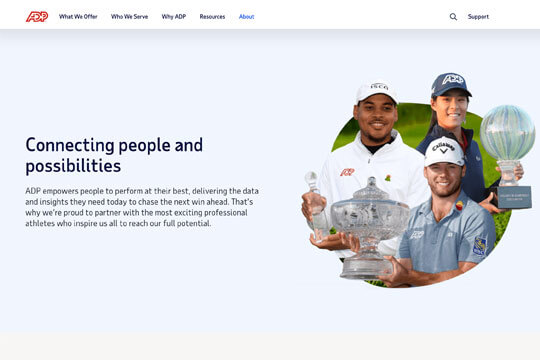 ADP
What We Offer
Who We Serve
Why ADP
Resources
About
Support
Connecting people and
possibilities
ADP empowers people to perform at their best, delivering the data
and insights they need today to chase the next win ahead. That's
why we're proud to partner with the most exciting professional
athletes who inspire us all to reach our full potential.
ISCO
ADP
Callaway
ADP
ADP
RBC